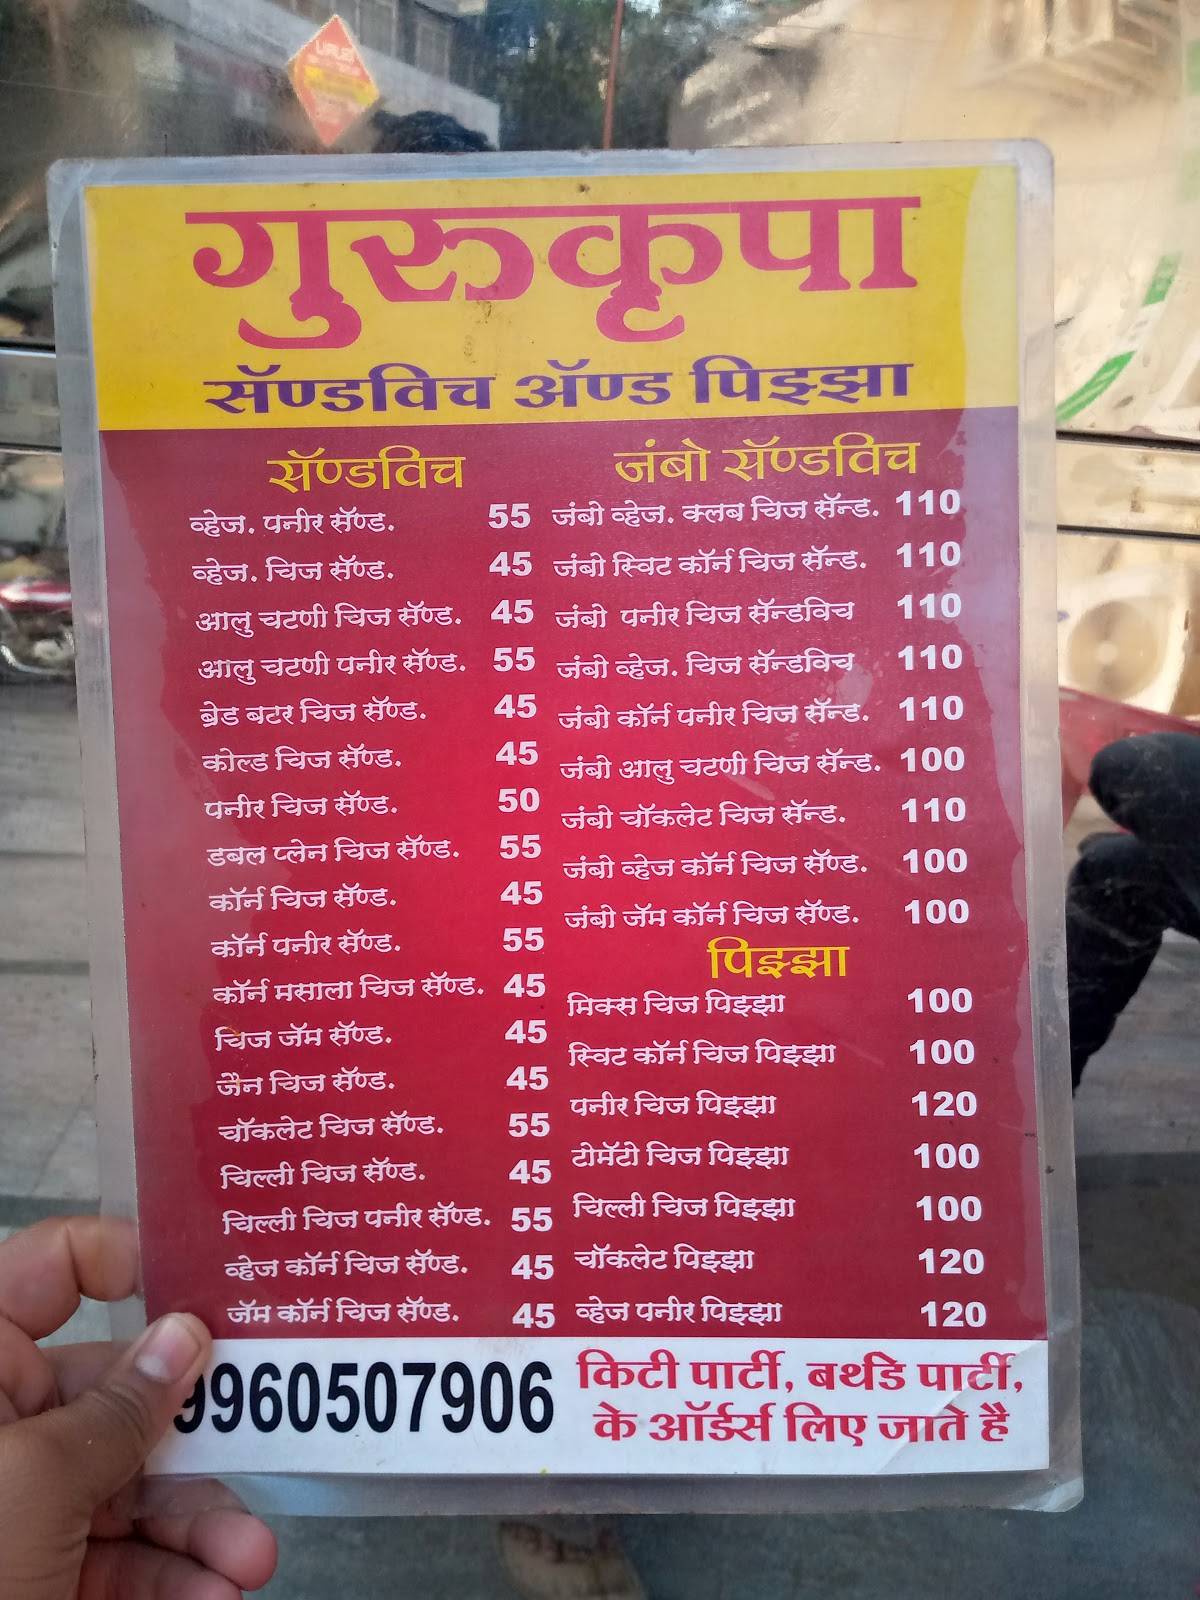 गुरुकृपा
सॅण्डविच ॲण्ड पिझ्झा
सॅण्डविच
व्हेज. पनीर सॅण्ड. 55
व्हेज. चिज सॅण्ड. 45
आलु चटणी चिज सॅण्ड. 45
आलु चटणी पनीर सॅण्ड. 55
ब्रेड बटर चिज सॅण्ड. 45
कोल्ड चिज सॅण्ड. 45
पनीर चिज सॅण्ड. 50
डबल प्लेन चिज सॅण्ड. 55
कॉर्न चिज सॅण्ड. 45
कॉर्न पनीर सॅण्ड. 55
कॉर्न मसाला चिज सॅण्ड. 45
चिज जॅम सॅण्ड. 45
जैन चिज सॅण्ड. 45
चॉकलेट चिज सॅण्ड. 55
चिल्ली चिज सॅण्ड. 45
चिल्ली चिज पनीर सॅण्ड. 55
व्हेज कॉर्न चिज सॅण्ड. 45
जॅम कॉर्न चिज सॅण्ड. 45
जंबो सॅण्डविच
जंबो व्हेज. क्लब चिज सॅन्ड. 110
जंबो स्विट कॉर्न चिज सॅन्ड. 110
जंबो पनीर चिज सॅन्डविच 110
जंबो व्हेज. चिज सॅन्डविच 110
जंबो कॉर्न पनीर चिज सॅन्ड. 110
जंबो आलु चटणी चिज सॅन्ड. 100
जंबो चॉकलेट चिज सॅन्ड. 110
जंबो व्हेज कॉर्न चिज सॅण्ड. 100
जंबो जॅम कॉर्न चिज सॅण्ड. 100
पिझ्झा
मिक्स चिज पिझ्झा 100
स्विट कॉर्न चिज पिझ्झा 100
पनीर चिज पिझ्झा 120
टोमॅटो चिज पिझ्झा 100
चिल्ली चिज पिझ्झा 100
चॉकलेट पिझ्झा 120
व्हेज पनीर पिझ्झा 120
9960507906
किटी पार्टी, बर्थडे पार्टी,
के ऑर्डर्स लिए जाते है